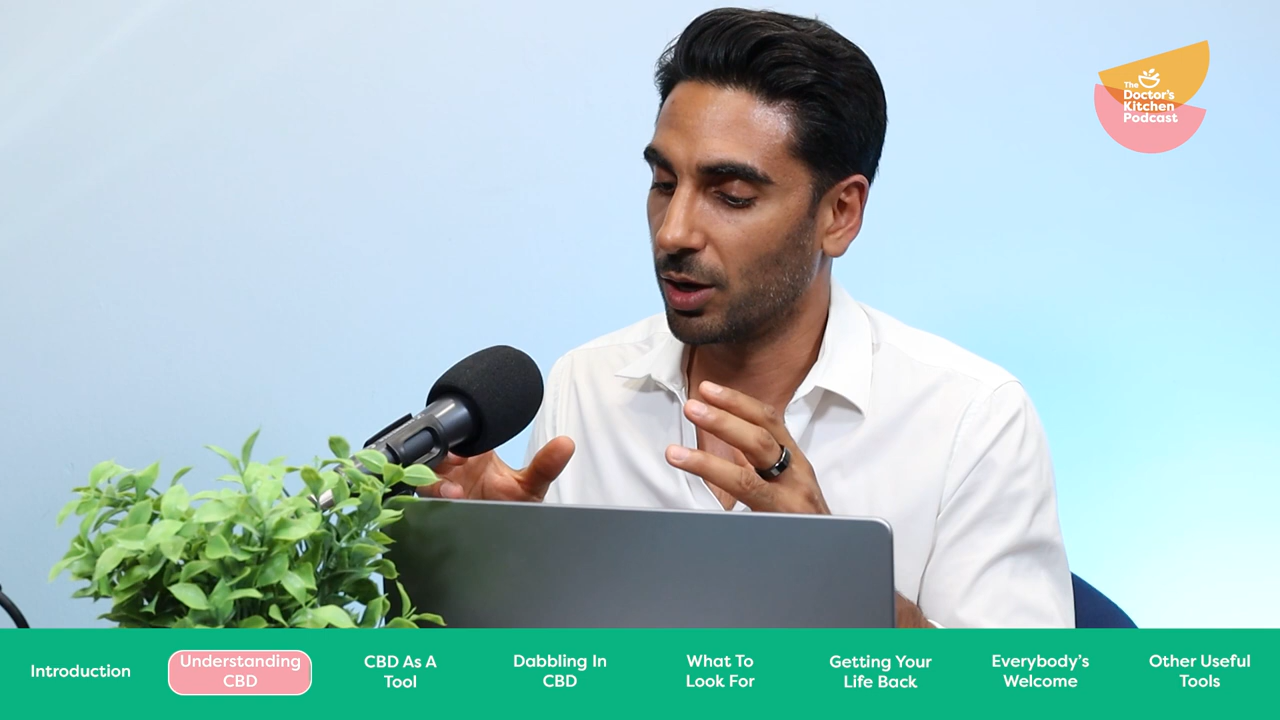 The
Doctor's
Kitchen
Podcast
Introduction
Understanding
CBD
CBD As A
Tool
Dabbling In
CBD
What To
Look For
Getting Your
Life Back
Everybody's
Welcome
Other Useful
Tools